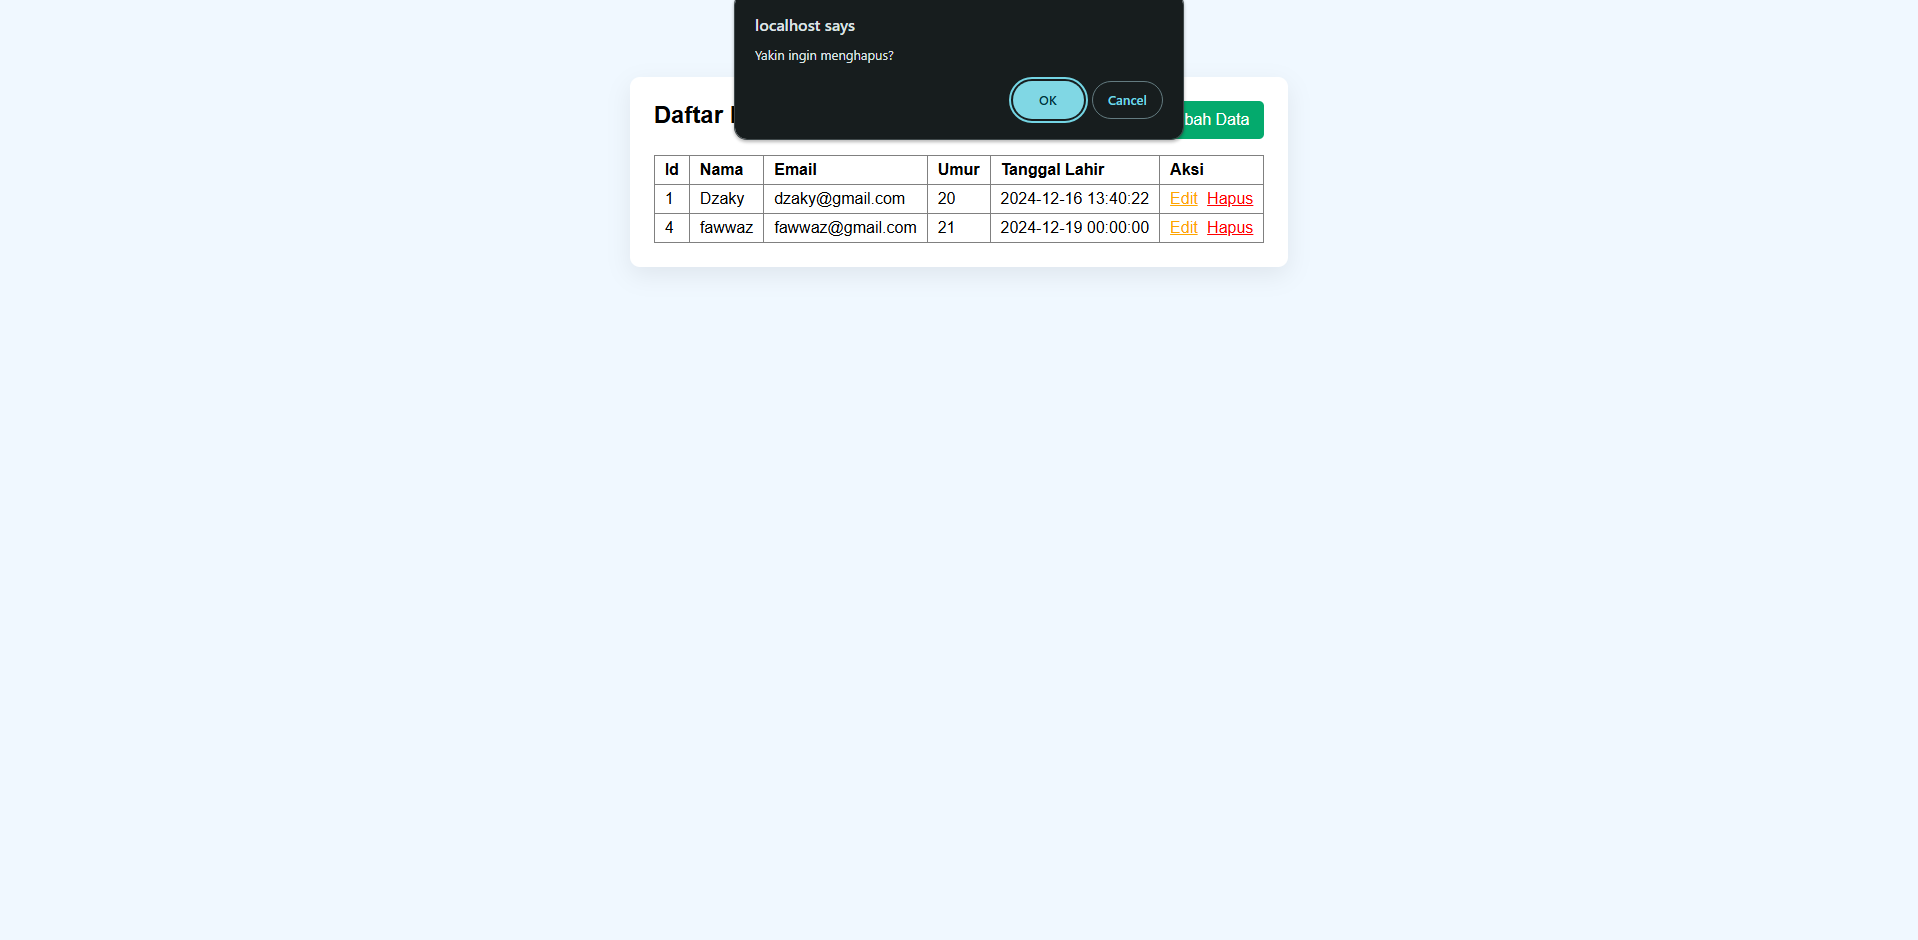 localhost says
Yakin ingin menghapus?
OK Cancel
Daftar
bah Data
Id Nama Email Umur Tanggal Lahir Aksi
1 Dzaky dzaky@gmail.com 20 2024-12-16 13:40:22 Edit Hapus
4 fawwaz fawwaz@gmail.com 21 2024-12-19 00:00:00 Edit Hapus